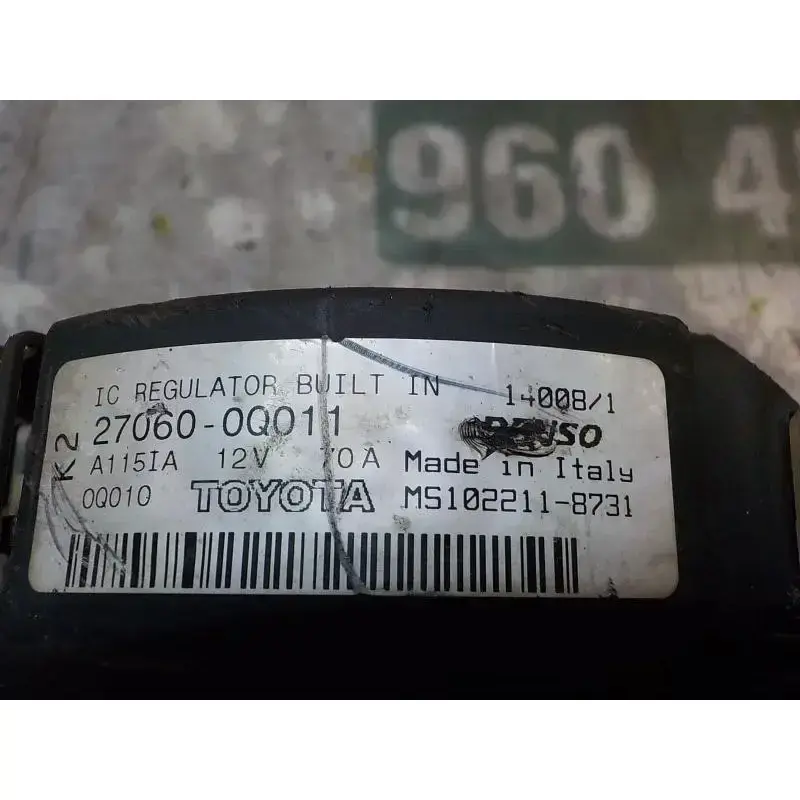 960 4
IC REGULATOR BUILT IN 14008/1
K2
27060-0Q011 DENSO
A115IA 12V 70A Made in Italy
0Q010 TOYOTA MS102211-8731